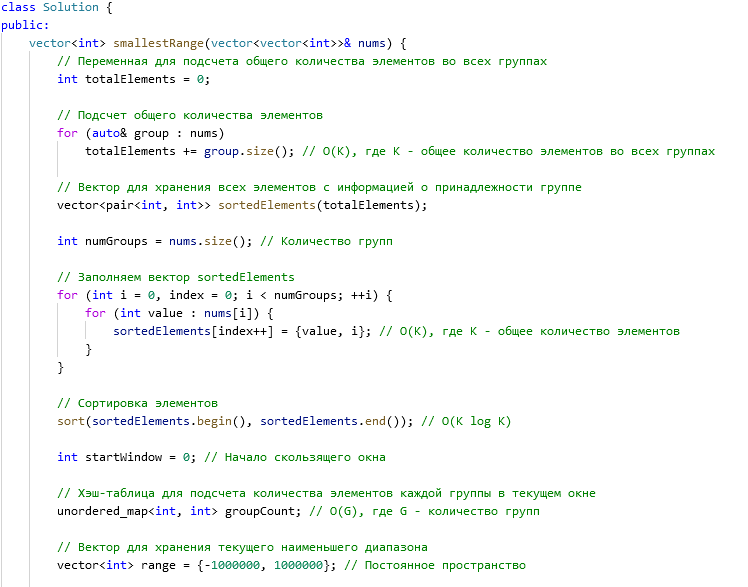 class Solution {
public:
    vector<int> smallestRange(vector<vector<int>>& nums) {
        // Переменная для подсчета общего количества элементов во всех группах
        int totalElements = 0;

        // Подсчет общего количества элементов
        for (auto& group : nums)
            totalElements += group.size(); // O(K), где K - общее количество элементов во всех группах

        // Вектор для хранения всех элементов с информацией о принадлежности группе
        vector<pair<int, int>> sortedElements(totalElements);

        int numGroups = nums.size(); // Количество групп

        // Заполняем вектор sortedElements
        for (int i = 0, index = 0; i < numGroups; ++i) {
            for (int value : nums[i]) {
                sortedElements[index++] = {value, i}; // O(K), где K - общее количество элементов
            }
        }

        // Сортировка элементов
        sort(sortedElements.begin(), sortedElements.end()); // O(K log K)

        int startWindow = 0; // Начало скользящего окна

        // Хэш-таблица для подсчета количества элементов каждой группы в текущем окне
        unordered_map<int, int> groupCount; // O(G), где G - количество групп

        // Вектор для хранения текущего наименьшего диапазона
        vector<int> range = {-1000000, 1000000}; // Постоянное пространство